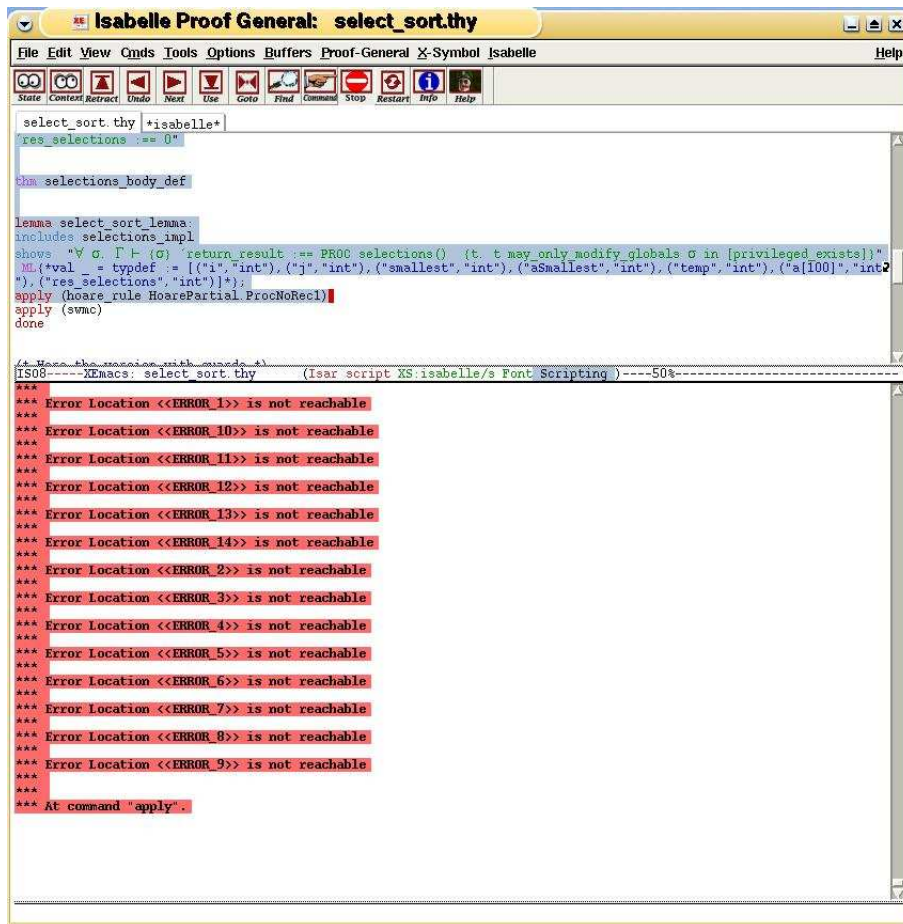 Isabelle Proof General: select_sort.thy
File Edit View Cmds Tools Options Buffers Proof-General X-Symbol Isabelle Help
State Context Retract Undo Next Use Goto Find Command Stop Restart Info Help
select_sort.thy *isabelle*
´res_selections :== 0"
thm selections_body_def
lemma select_sort_lemma:
includes selections_impl
shows "∀ σ. Γ ⊢ {σ} ´return_result :== PROC selections() {t. t may_only_modify_globals σ in [privileged_exists]}"
ML{*val _ = typdef := [("i","int"),("j","int"),("smallest","int"),("aSmallest","int"),("temp","int"),("a[100]","int
"),("res_selections","int")]*};
apply (hoare_rule HoarePartial.ProcNoRec1)
apply (swmc)
done
(* Here the version with guards *)
ISO8-----XEmacs: select_sort.thy (Isar script XS:isabelle/s Font Scripting )----50%--------------------------------
***
*** Error Location <<ERROR_1>> is not reachable
***
*** Error Location <<ERROR_10>> is not reachable
***
*** Error Location <<ERROR_11>> is not reachable
***
*** Error Location <<ERROR_12>> is not reachable
***
*** Error Location <<ERROR_13>> is not reachable
***
*** Error Location <<ERROR_14>> is not reachable
***
*** Error Location <<ERROR_2>> is not reachable
***
*** Error Location <<ERROR_3>> is not reachable
***
*** Error Location <<ERROR_4>> is not reachable
***
*** Error Location <<ERROR_5>> is not reachable
***
*** Error Location <<ERROR_6>> is not reachable
***
*** Error Location <<ERROR_7>> is not reachable
***
*** Error Location <<ERROR_8>> is not reachable
***
*** Error Location <<ERROR_9>> is not reachable
***
***
*** At command "apply".